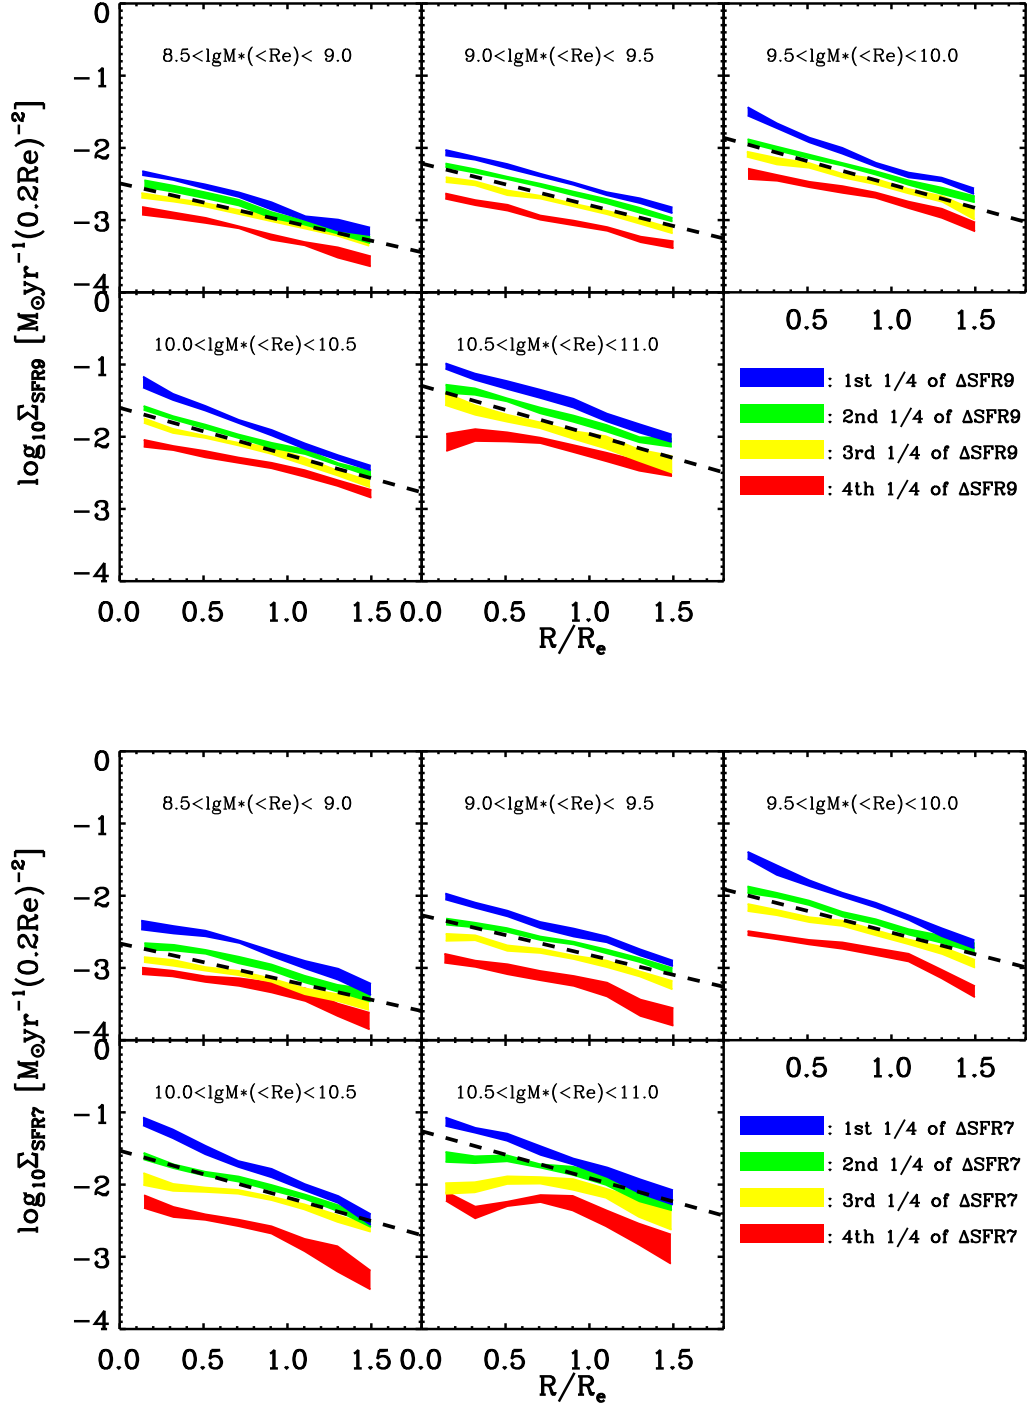 0
8.5<lgM*(<Re)< 9.0
9.0<lgM*(<Re)< 9.5
9.5<lgM*(<Re)<10.0
−1
−2
−3
−4
0
0.5 1.0 1.5
10.0<lgM*(<Re)<10.5
10.5<lgM*(<Re)<11.0
−1
−2
−3
−4
: 1st 1/4 of ΔSFR9
: 2nd 1/4 of ΔSFR9
: 3rd 1/4 of ΔSFR9
: 4th 1/4 of ΔSFR9
0.0 0.5 1.0 1.5 0.0 0.5 1.0 1.5
R/Re
log10ΣSFR9 [M⊙yr−1(0.2Re)−2]
0
8.5<lgM*(<Re)< 9.0
9.0<lgM*(<Re)< 9.5
9.5<lgM*(<Re)<10.0
−1
−2
−3
−4
0
0.5 1.0 1.5
10.0<lgM*(<Re)<10.5
10.5<lgM*(<Re)<11.0
−1
−2
−3
−4
: 1st 1/4 of ΔSFR7
: 2nd 1/4 of ΔSFR7
: 3rd 1/4 of ΔSFR7
: 4th 1/4 of ΔSFR7
0.0 0.5 1.0 1.5 0.0 0.5 1.0 1.5
R/Re
log10ΣSFR7 [M⊙yr−1(0.2Re)−2]